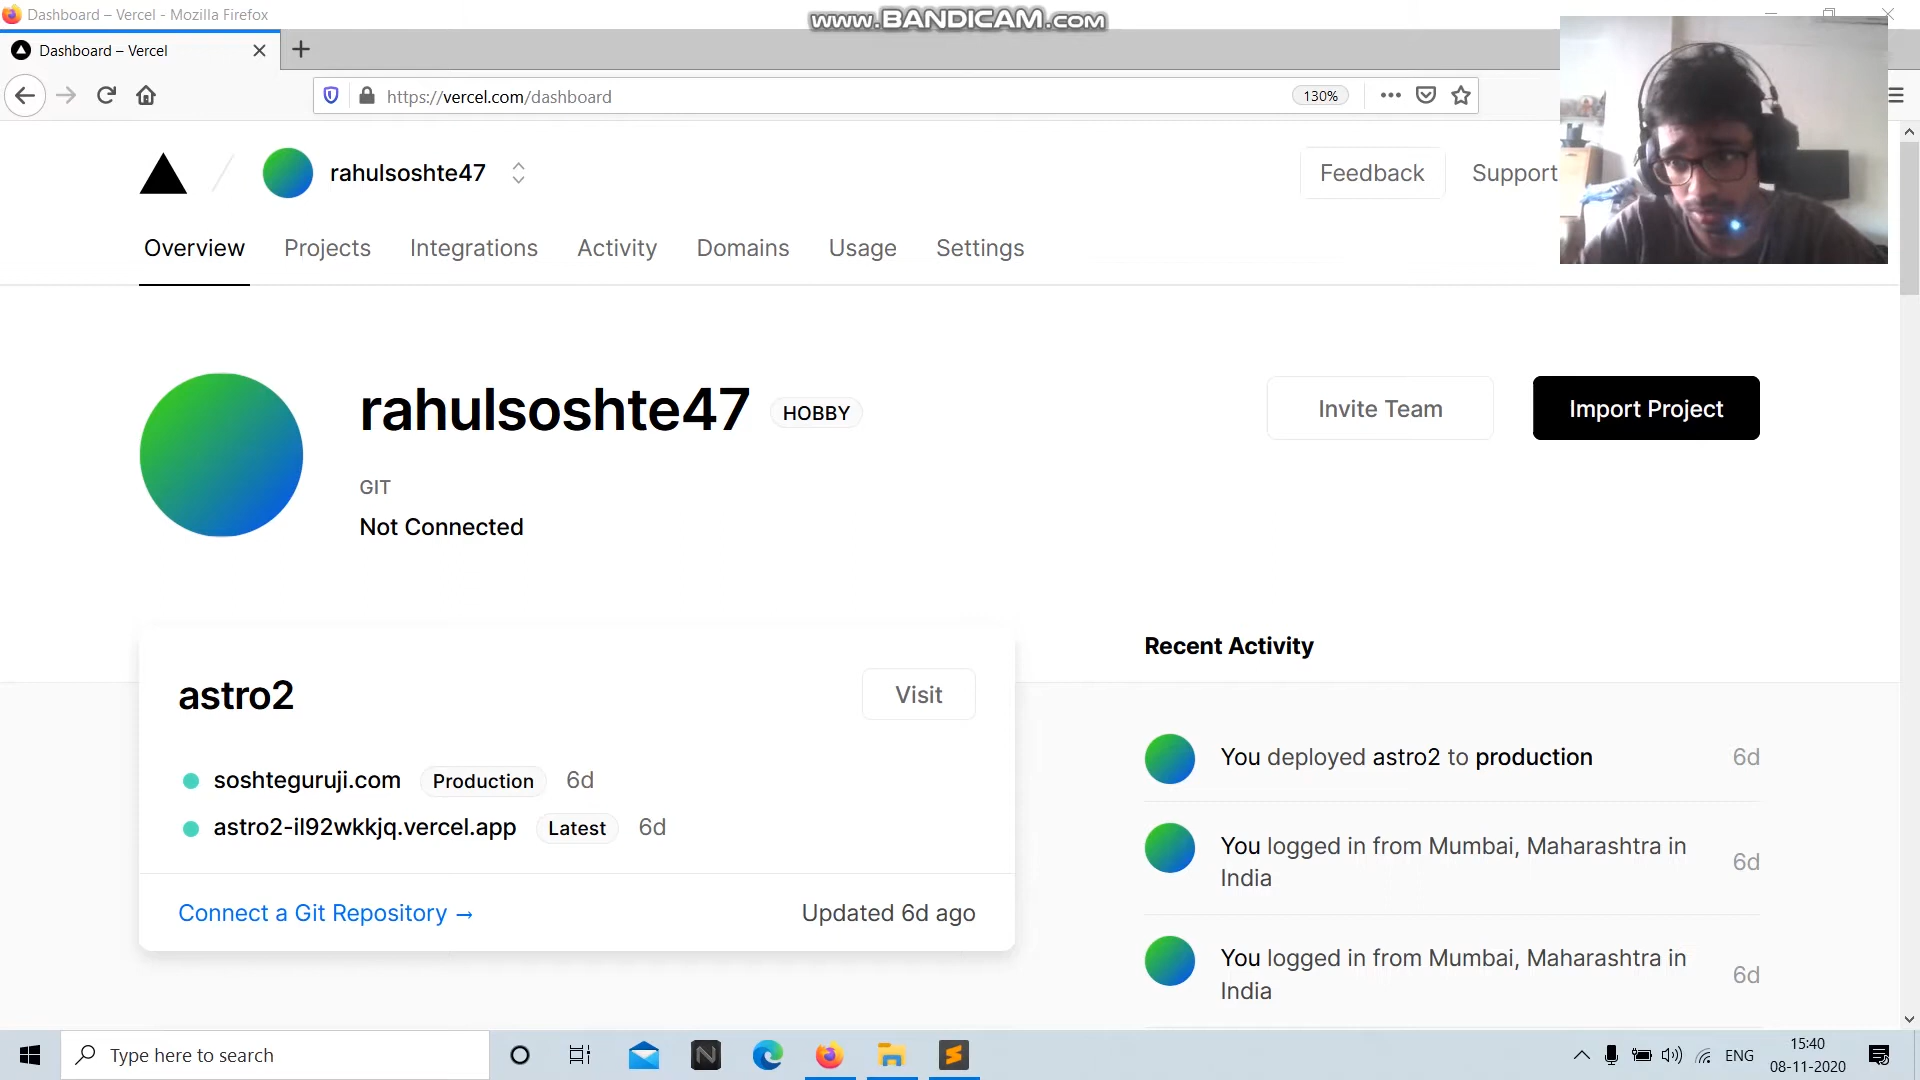 Dashboard – Vercel - Mozilla Firefox
www.BANDICAM.com
Dashboard – Vercel
https://vercel.com/dashboard
130%
rahulsoshte47
Feedback
Support
Overview
Projects
Integrations
Activity
Domains
Usage
Settings
rahulsoshte47
HOBBY
Invite Team
Import Project
GIT
Not Connected
astro2
Visit
soshteguruji.com
Production
6d
astro2-il92wkkjq.vercel.app
Latest
6d
Connect a Git Repository →
Updated 6d ago
Recent Activity
You deployed astro2 to production
6d
You logged in from Mumbai, Maharashtra in
India
6d
You logged in from Mumbai, Maharashtra in
India
6d
Type here to search
ENG
15:40
08-11-2020